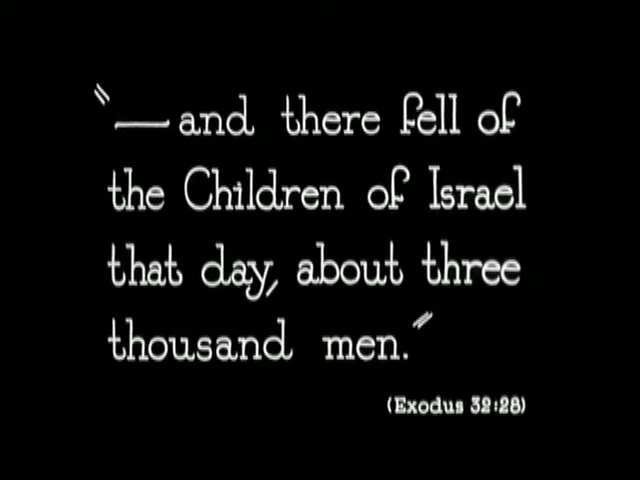 "—and there fell of
the Children of Israel
that day, about three
thousand men."
(Exodus 32:28)